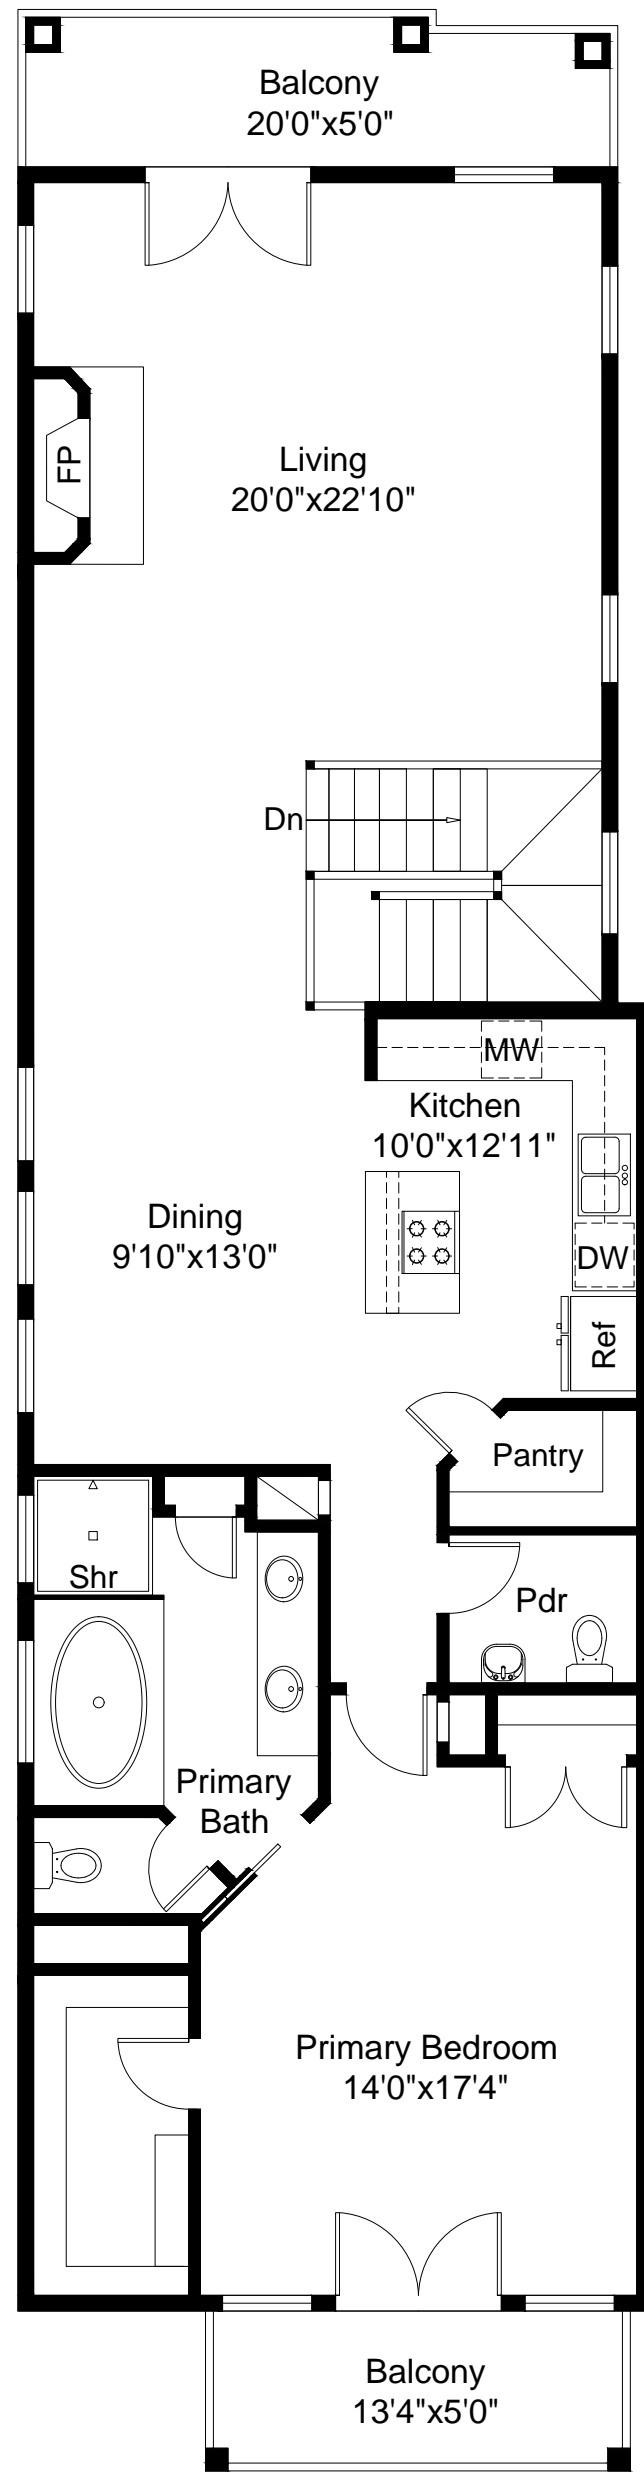 Balcony
20'0"x5'0"
FP
Living
20'0"x22'10"
Dn
MW
Kitchen
10'0"x12'11"
Dining
9'10"x13'0"
DW
Ref
Pantry
Shr
Pdr
Primary
Bath
Primary Bedroom
14'0"x17'4"
Balcony
13'4"x5'0"